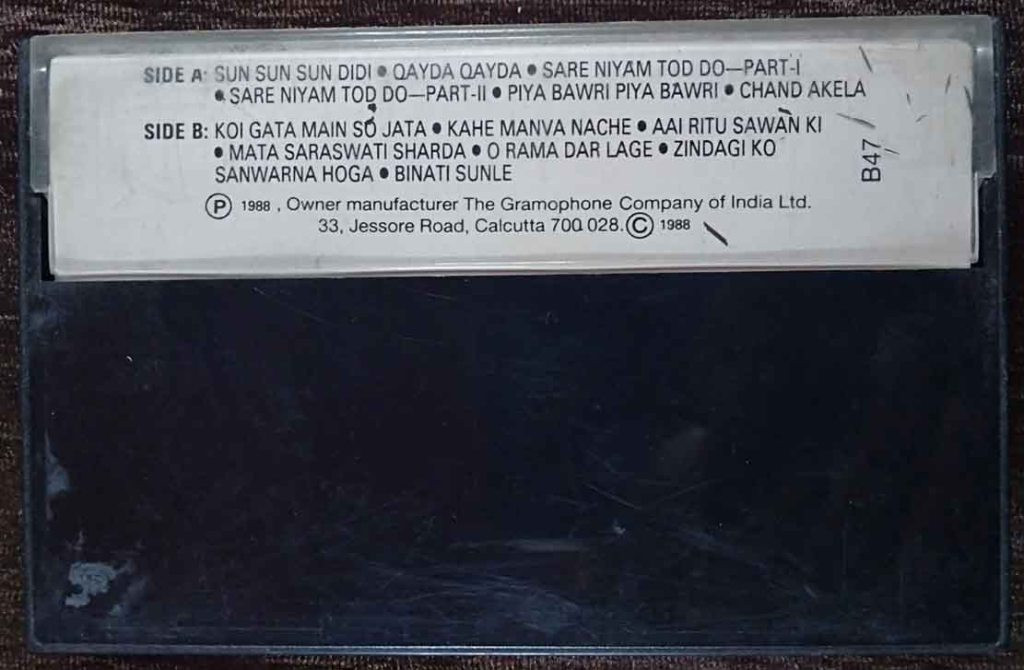 SIDE A: SUN SUN SUN DIDI • QAYDA QAYDA • SARE NIYAM TOD DO—PART-I
• SARE NIYAM TOD DO—PART-II • PIYA BAWRI PIYA BAWRI • CHAND AKELA
SIDE B: KOI GATA MAIN SO JATA • KAHE MANVA NACHE • AAI RITU SAWAN KI
• MATA SARASWATI SHARDA • O RAMA DAR LAGE • ZINDAGI KO
SANWARNA HOGA • BINATI SUNLE
Ⓟ 1988 , Owner manufacturer The Gramophone Company of India Ltd.
33, Jessore Road, Calcutta 700 028. © 1988
B47